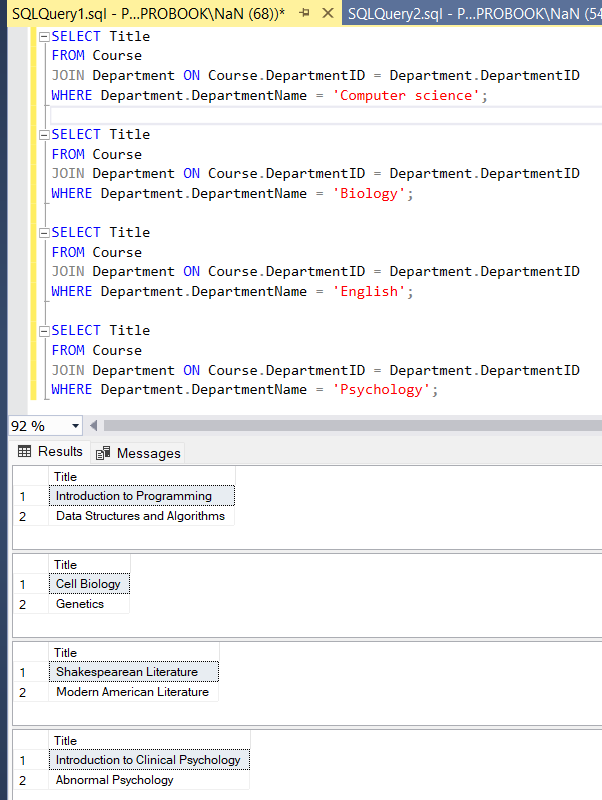 SQLQuery1.sql - P...PROBOOK\NaN (68))* SQLQuery2.sql - P...PROBOOK\NaN (54
SELECT Title
FROM Course
JOIN Department ON Course.DepartmentID = Department.DepartmentID
WHERE Department.DepartmentName = 'Computer science';
SELECT Title
FROM Course
JOIN Department ON Course.DepartmentID = Department.DepartmentID
WHERE Department.DepartmentName = 'Biology';
SELECT Title
FROM Course
JOIN Department ON Course.DepartmentID = Department.DepartmentID
WHERE Department.DepartmentName = 'English';
SELECT Title
FROM Course
JOIN Department ON Course.DepartmentID = Department.DepartmentID
WHERE Department.DepartmentName = 'Psychology';
92 %
Results Messages
Title
1 Introduction to Programming
2 Data Structures and Algorithms
Title
1 Cell Biology
2 Genetics
Title
1 Shakespearean Literature
2 Modern American Literature
Title
1 Introduction to Clinical Psychology
2 Abnormal Psychology